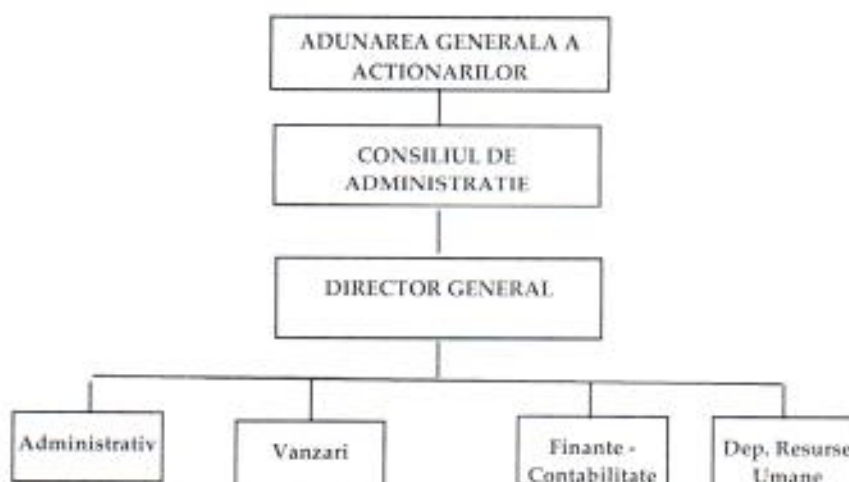 ADUNAREA GENERALA A
ACTIONARILOR
CONSILIUL DE
ADMINISTRATIE
DIRECTOR GENERAL
Administrativ
Vanzari
Finante -
Contabilitate
Dep. Resurse
Umane